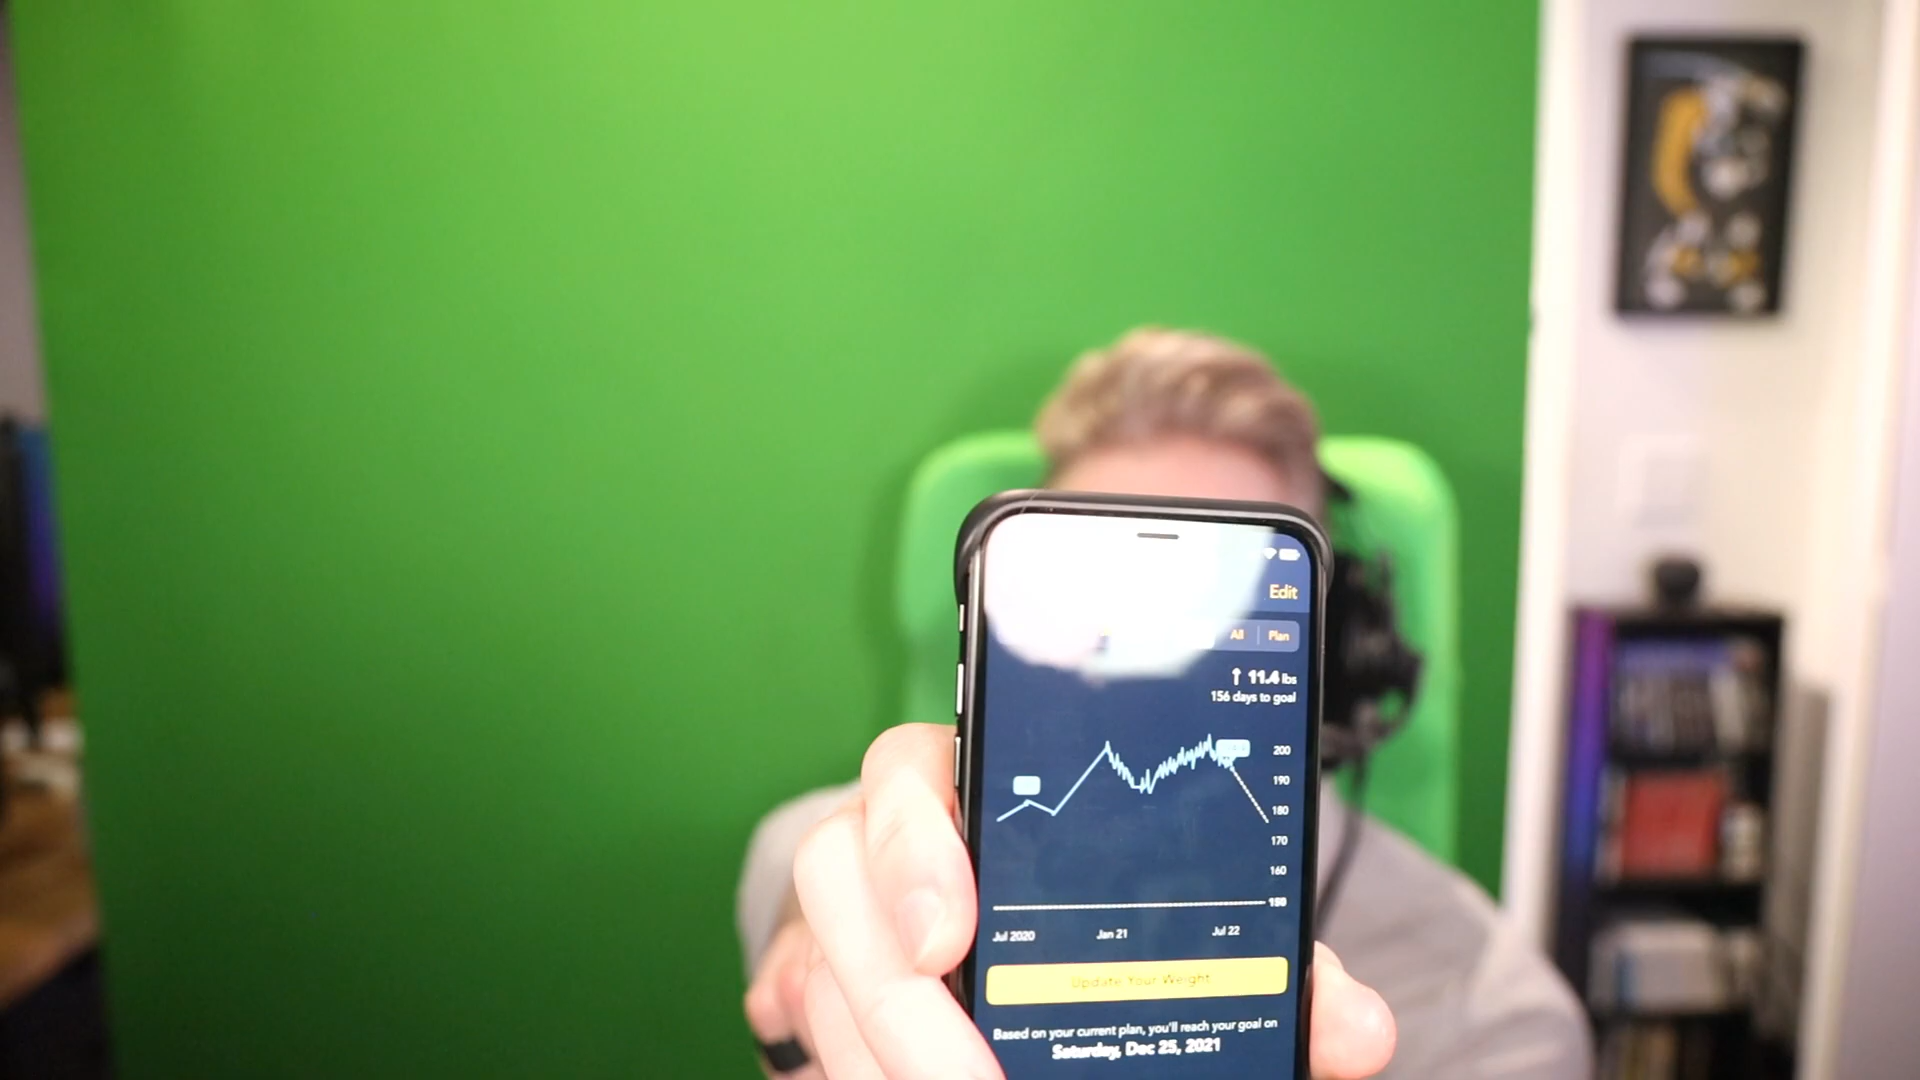 Edit
All Plan
↑ 11.4 lbs
156 days to goal
200
190
180
170
160
150
Jul 2020 Jan 21 Jul 22
Update Your Weight
Based on your current plan, you'll reach your goal on
Saturday, Dec 25, 2021